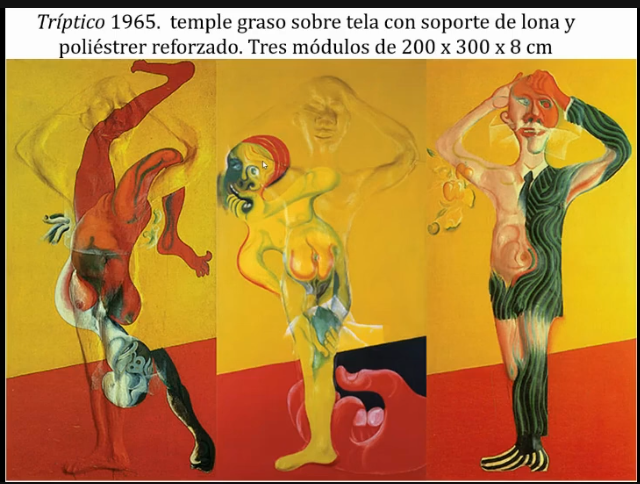 Tríptico 1965.  temple graso sobre tela con soporte de lona y
poliéstrer reforzado. Tres módulos de 200 x 300 x 8 cm